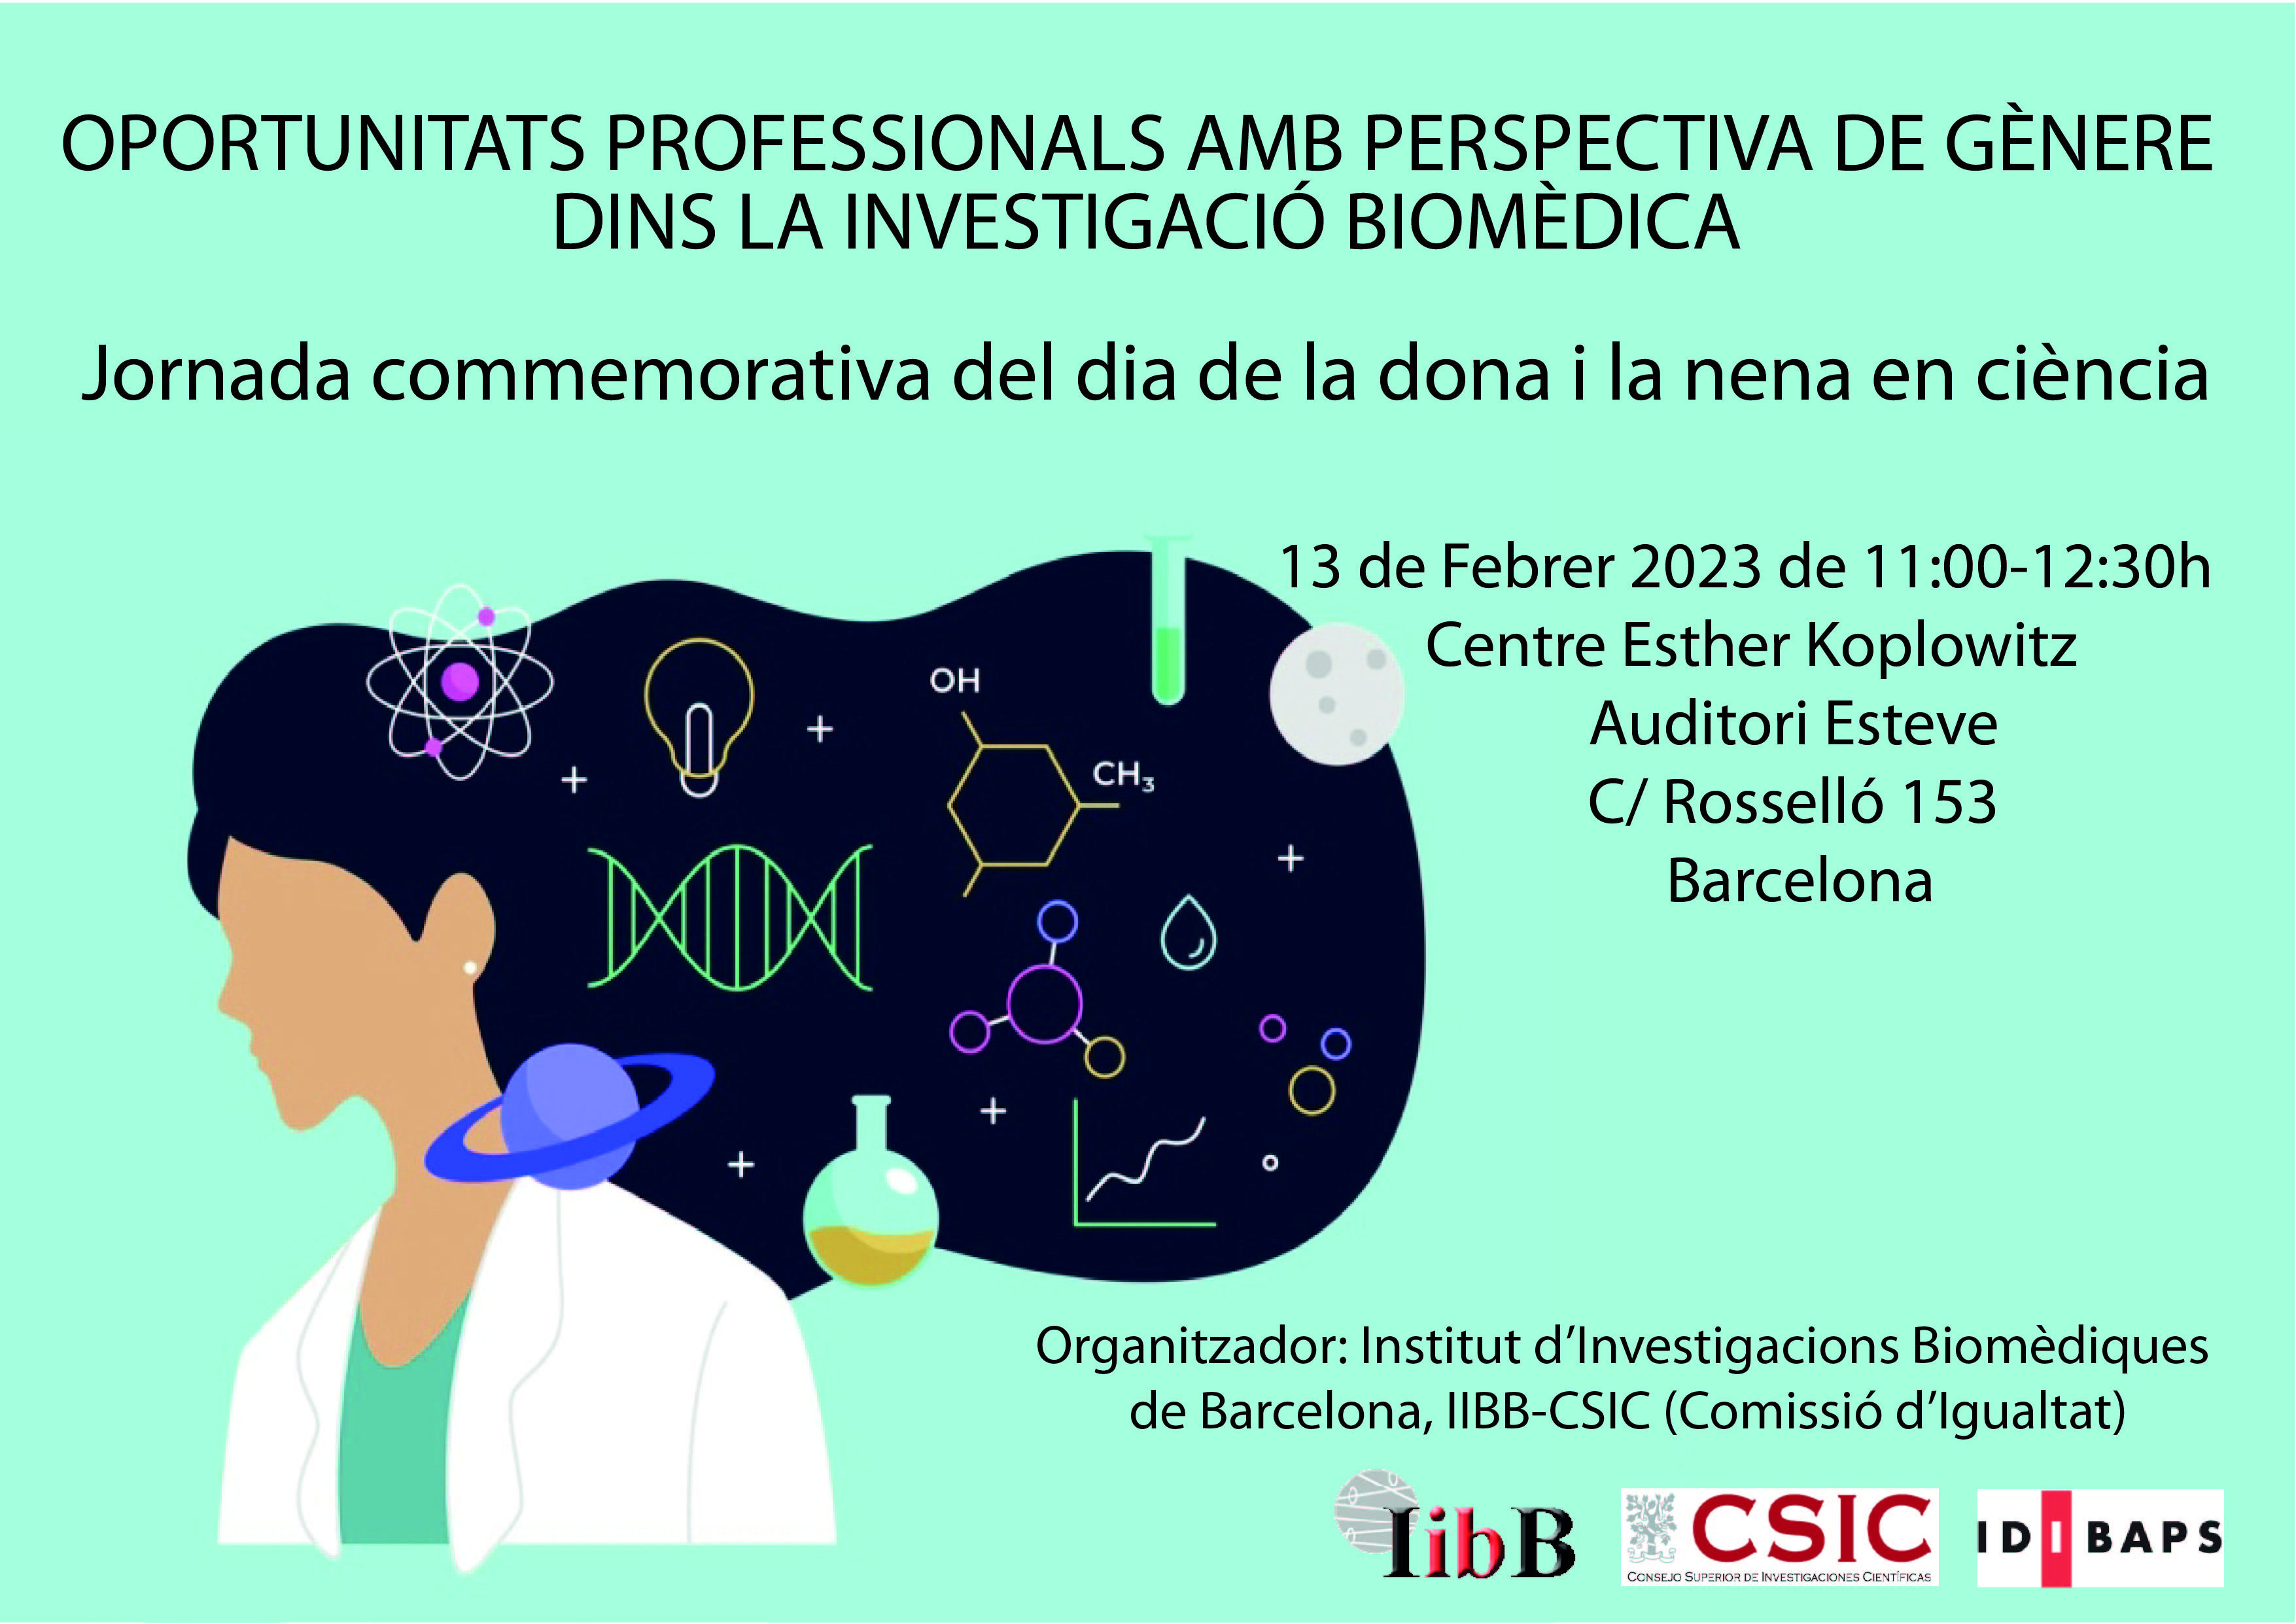 OPORTUNITATS PROFESSIONALS AMB PERSPECTIVA DE GÈNERE
DINS LA INVESTIGACIÓ BIOMÈDICA
Jornada commemorativa del dia de la dona i la nena en ciència
13 de Febrer 2023 de 11:00-12:30h
Centre Esther Koplowitz
Auditori Esteve
C/ Rosselló 153
Barcelona
OH
CH₃
Organitzador: Institut d’Investigacions Biomèdiques
de Barcelona, IIBB-CSIC (Comissió d’Igualtat)
IibB
CSIC
CONSEJO SUPERIOR DE INVESTIGACIONES CIENTÍFICAS
IDIBAPS